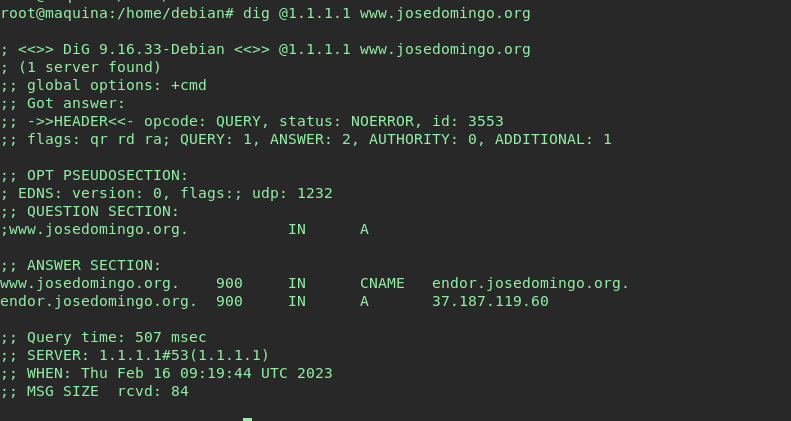 root@maquina:/home/debian# dig @1.1.1.1 www.josedomingo.org
; <<>> DiG 9.16.33-Debian <<>> @1.1.1.1 www.josedomingo.org
; (1 server found)
;; global options: +cmd
;; Got answer:
;; ->>HEADER<<- opcode: QUERY, status: NOERROR, id: 3553
;; flags: qr rd ra; QUERY: 1, ANSWER: 2, AUTHORITY: 0, ADDITIONAL: 1
;; OPT PSEUDOSECTION:
; EDNS: version: 0, flags:; udp: 1232
;; QUESTION SECTION:
;www.josedomingo.org. IN A
;; ANSWER SECTION:
www.josedomingo.org. 900 IN CNAME endor.josedomingo.org.
endor.josedomingo.org. 900 IN A 37.187.119.60
;; Query time: 507 msec
;; SERVER: 1.1.1.1#53(1.1.1.1)
;; WHEN: Thu Feb 16 09:19:44 UTC 2023
;; MSG SIZE rcvd: 84